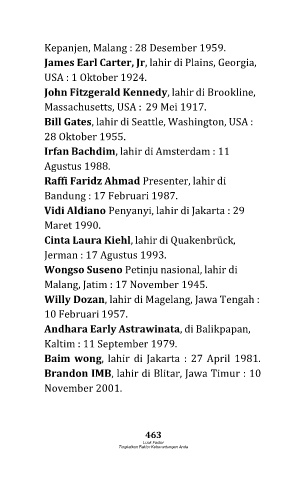 Kepanjen, Malang : 28 Desember 1959.
James Earl Carter, Jr, lahir di Plains, Georgia,
USA : 1 Oktober 1924.
John Fitzgerald Kennedy, lahir di Brookline,
Massachusetts, USA : 29 Mei 1917.
Bill Gates, lahir di Seattle, Washington, USA :
28 Oktober 1955.
Irfan Bachdim, lahir di Amsterdam : 11
Agustus 1988.
Raffi Faridz Ahmad Presenter, lahir di
Bandung : 17 Februari 1987.
Vidi Aldiano Penyanyi, lahir di Jakarta : 29
Maret 1990.
Cinta Laura Kiehl, lahir di Quakenbrück,
Jerman : 17 Agustus 1993.
Wongso Suseno Petinju nasional, lahir di
Malang, Jatim : 17 November 1945.
Willy Dozan, lahir di Magelang, Jawa Tengah :
10 Februari 1957.
Andhara Early Astrawinata, di Balikpapan,
Kaltim : 11 September 1979.
Baim wong, lahir di Jakarta : 27 April 1981.
Brandon IMB, lahir di Blitar, Jawa Timur : 10
November 2001.
463